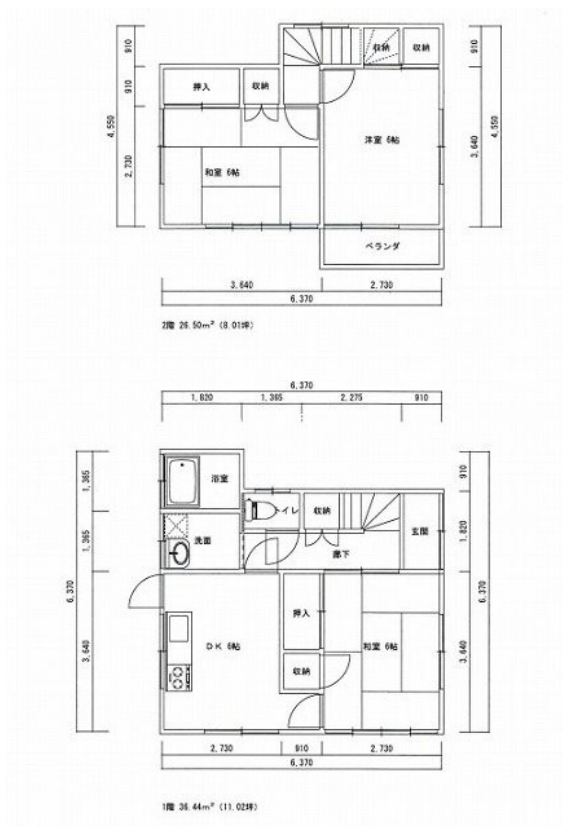 910
910
2,730
4,550
収納
収納
押入
収納
洋室 6帖
和室 6帖
ベランダ
910
3,640
4,550
3,640
2,730
6,370
2階 26.50m² (8.01坪)
6,370
1,820
1,365
2,275
910
1,365
1,365
3,640
6,370
浴室
トイレ
収納
玄関
洗面
廊下
押入
DK 6帖
和室 6帖
収納
910
1,820
3,640
6,370
2,730
910
2,730
6,370
1階 36.44m² (11.02坪)